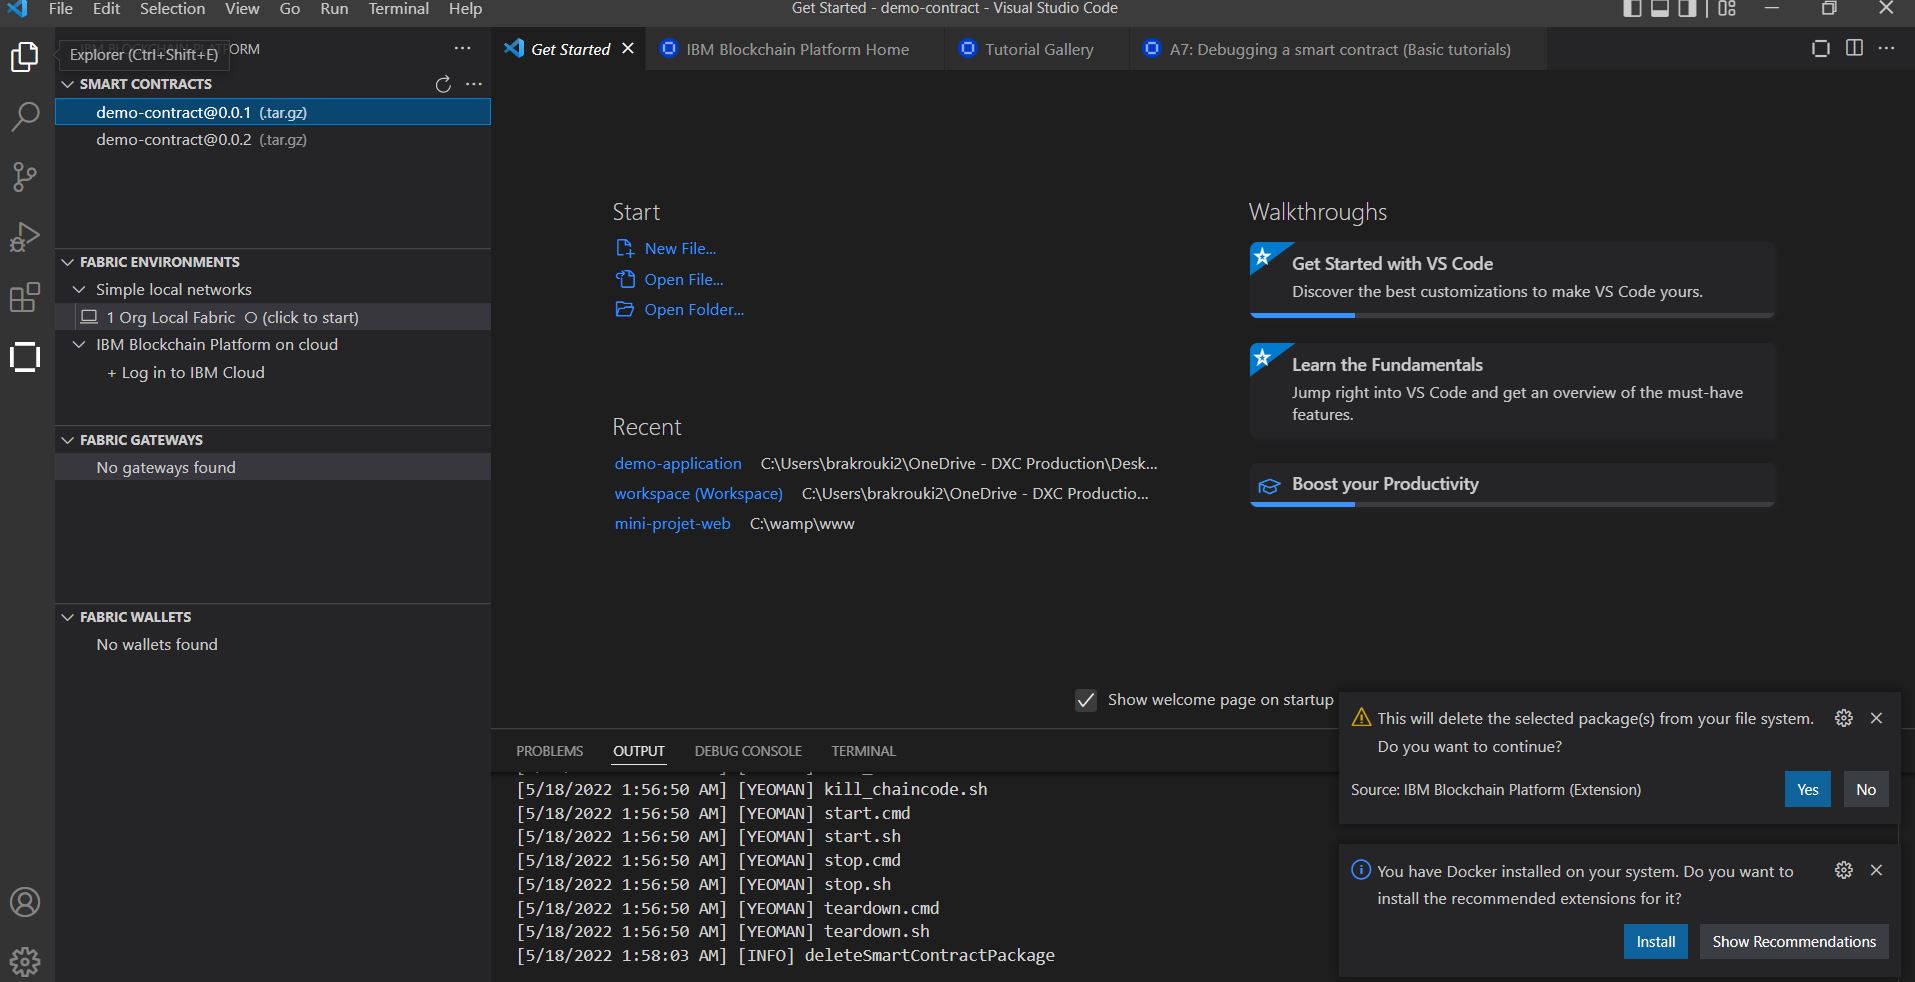 File Edit Selection View Go Run Terminal Help
Get Started - demo-contract - Visual Studio Code
Explorer (Ctrl+Shift+E)
ORM
SMART CONTRACTS
demo-contract@0.0.1 (.tar.gz)
demo-contract@0.0.2 (.tar.gz)
FABRIC ENVIRONMENTS
Simple local networks
1 Org Local Fabric O (click to start)
IBM Blockchain Platform on cloud
+ Log in to IBM Cloud
FABRIC GATEWAYS
No gateways found
FABRIC WALLETS
No wallets found
Get Started
IBM Blockchain Platform Home
Tutorial Gallery
A7: Debugging a smart contract (Basic tutorials)
Start
New File...
Open File...
Open Folder...
Recent
demo-application C:\Users\brakrouki2\OneDrive - DXC Production\Desk...
workspace (Workspace) C:\Users\brakrouki2\OneDrive - DXC Productio...
mini-projet-web C:\wamp\www
Walkthroughs
Get Started with VS Code
Discover the best customizations to make VS Code yours.
Learn the Fundamentals
Jump right into VS Code and get an overview of the must-have
features.
Boost your Productivity
Show welcome page on startup
PROBLEMS OUTPUT DEBUG CONSOLE TERMINAL
[5/18/2022 1:56:50 AM] [YEOMAN] kill_chaincode.sh
[5/18/2022 1:56:50 AM] [YEOMAN] start.cmd
[5/18/2022 1:56:50 AM] [YEOMAN] start.sh
[5/18/2022 1:56:50 AM] [YEOMAN] stop.cmd
[5/18/2022 1:56:50 AM] [YEOMAN] stop.sh
[5/18/2022 1:56:50 AM] [YEOMAN] teardown.cmd
[5/18/2022 1:56:50 AM] [YEOMAN] teardown.sh
[5/18/2022 1:58:03 AM] [INFO] deleteSmartContractPackage
This will delete the selected package(s) from your file system.
Do you want to continue?
Source: IBM Blockchain Platform (Extension)
Yes No
You have Docker installed on your system. Do you want to
install the recommended extensions for it?
Install Show Recommendations